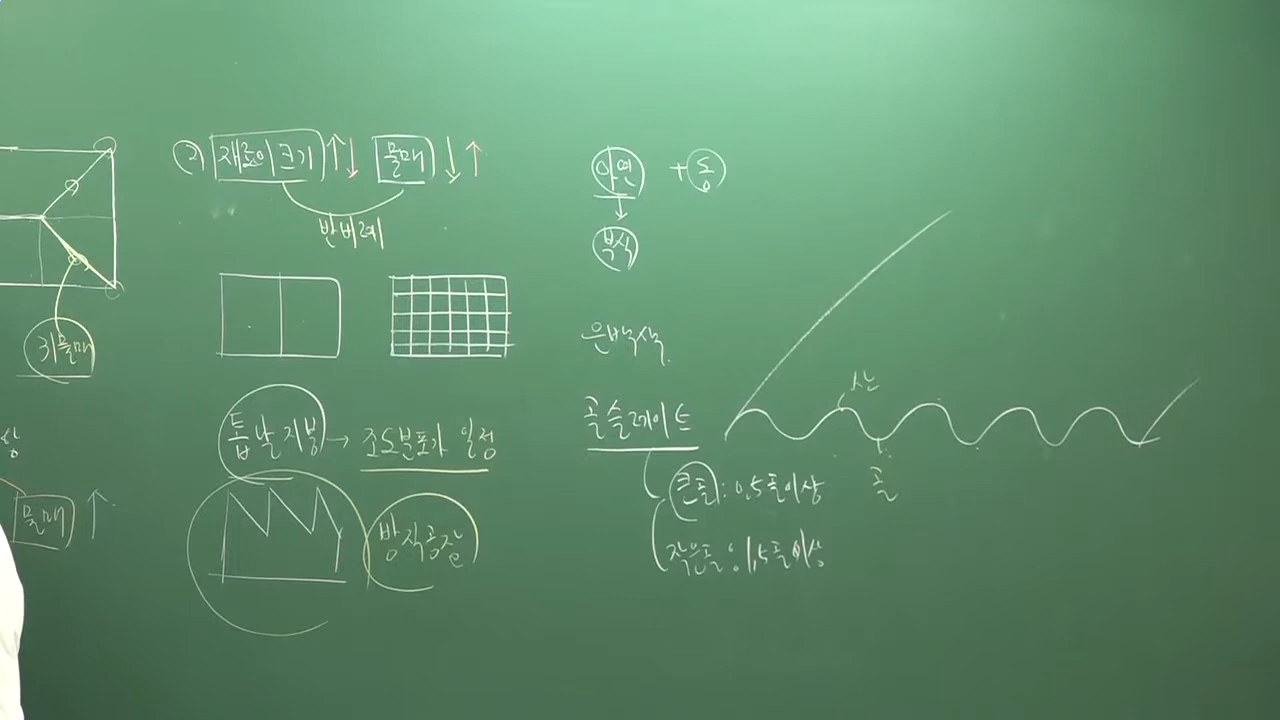 ② 재료의 크기 ↑↓ 물매 ↓↑
반비례
귀물매
톱날지붕 → 조도분포가 일정
물매 ↑
방직공장
아연 + 동
↓
부식
은백색
골슬레이트
큰골 : 0.5골이상
작은골 : 1.5골이상
산
골